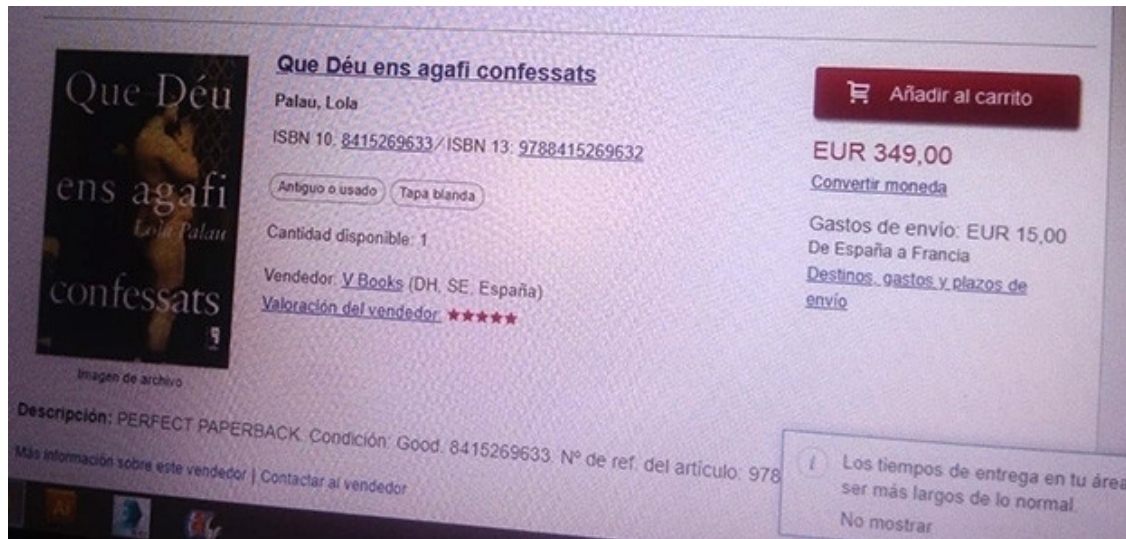 Que Déu
ens agafi
Lola Palau
confessats
Imagen de archivo
Que Déu ens agafi confessats
Palau, Lola
ISBN 10: 8415269633 / ISBN 13: 9788415269632
Antiguo o usado Tapa blanda
Cantidad disponible: 1
Vendedor: V Books (DH, SE, España)
Valoración del vendedor: ★★★★★
Añadir al carrito
EUR 349,00
Convertir moneda
Gastos de envío: EUR 15,00
De España a Francia
Destinos, gastos y plazos de
envío
Descripción: PERFECT PAPERBACK. Condición: Good. 8415269633. Nº de ref. del artículo: 978
Más información sobre este vendedor | Contactar al vendedor
i Los tiempos de entrega en tu área
ser más largos de lo normal.
No mostrar
Ai